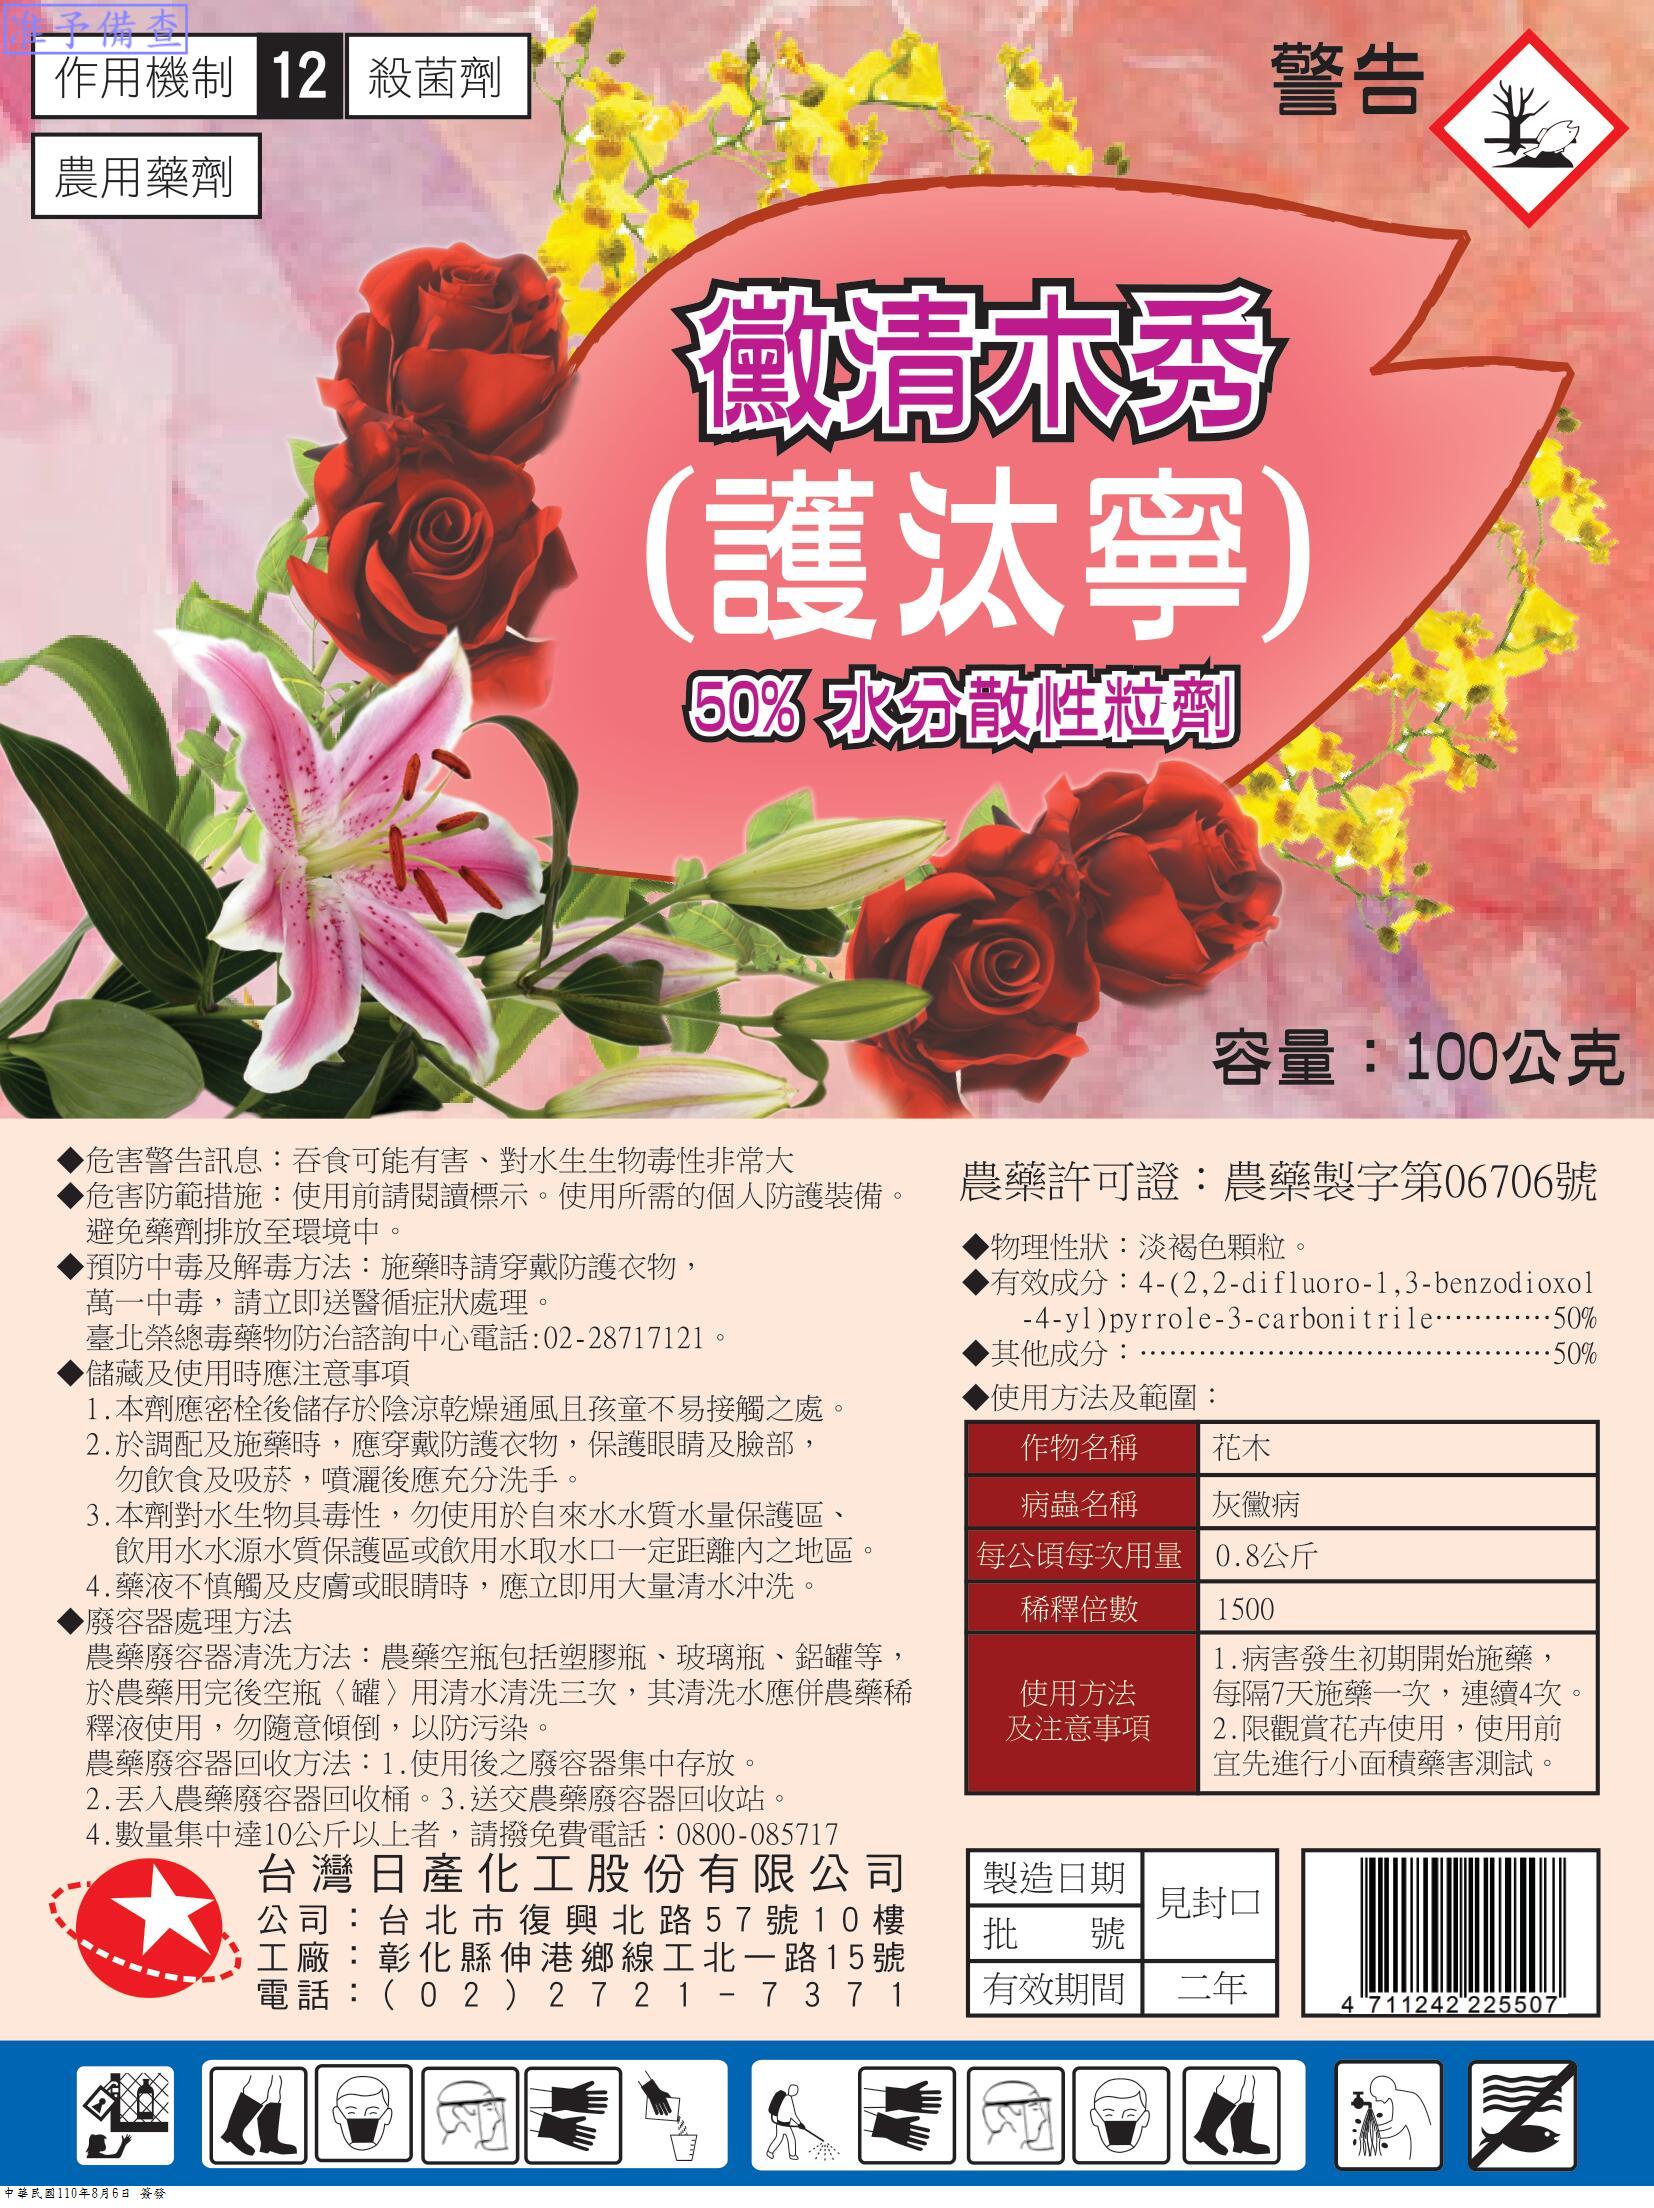 准予備查
作用機制 12 殺菌劑
農用藥劑
警告
黴清木秀
(護汰寧)
50% 水分散性粒劑
容量：100公克
◆危害警告訊息：吞食可能有害、對水生生物毒性非常大
◆危害防範措施：使用前請閱讀標示。使用所需的個人防護裝備。
避免藥劑排放至環境中。
◆預防中毒及解毒方法：施藥時請穿戴防護衣物，
萬一中毒，請立即送醫循症狀處理。
臺北榮總毒藥物防治諮詢中心電話:02-28717121。
◆儲藏及使用時應注意事項
1.本劑應密栓後儲存於陰涼乾燥通風且孩童不易接觸之處。
2.於調配及施藥時，應穿戴防護衣物，保護眼睛及臉部，
勿飲食及吸菸，噴灑後應充分洗手。
3.本劑對水生物具毒性，勿使用於自來水水質水量保護區、
飲用水水源水質保護區或飲用水取水口一定距離內之地區。
4.藥液不慎觸及皮膚或眼睛時，應立即用大量清水沖洗。
◆廢容器處理方法
農藥廢容器清洗方法：農藥空瓶包括塑膠瓶、玻璃瓶、鋁罐等，
於農藥用完後空瓶〈罐〉用清水清洗三次，其清洗水應併農藥稀
釋液使用，勿隨意傾倒，以防污染。
農藥廢容器回收方法：1.使用後之廢容器集中存放。
2.丟入農藥廢容器回收桶。3.送交農藥廢容器回收站。
4.數量集中達10公斤以上者，請撥免費電話：0800-085717
台灣日產化工股份有限公司
公司：台北市復興北路57號10樓
工廠：彰化縣伸港鄉線工北一路15號
電話：(02)2721-7371
農藥許可證：農藥製字第06706號
◆物理性狀：淡褐色顆粒。
◆有效成分：4-(2,2-difluoro-1,3-benzodioxol
-4-yl)pyrrole-3-carbonitrile…………50%
◆其他成分：……………………………………50%
◆使用方法及範圍：
作物名稱 花木
病蟲名稱 灰黴病
每公頃每次用量 0.8公斤
稀釋倍數 1500
使用方法
及注意事項
1.病害發生初期開始施藥，
每隔7天施藥一次，連續4次。
2.限觀賞花卉使用，使用前
宜先進行小面積藥害測試。
製造日期 見封口
批 號
有效期間 二年
4 711242 225507
中華民國110年8月6日 簽發